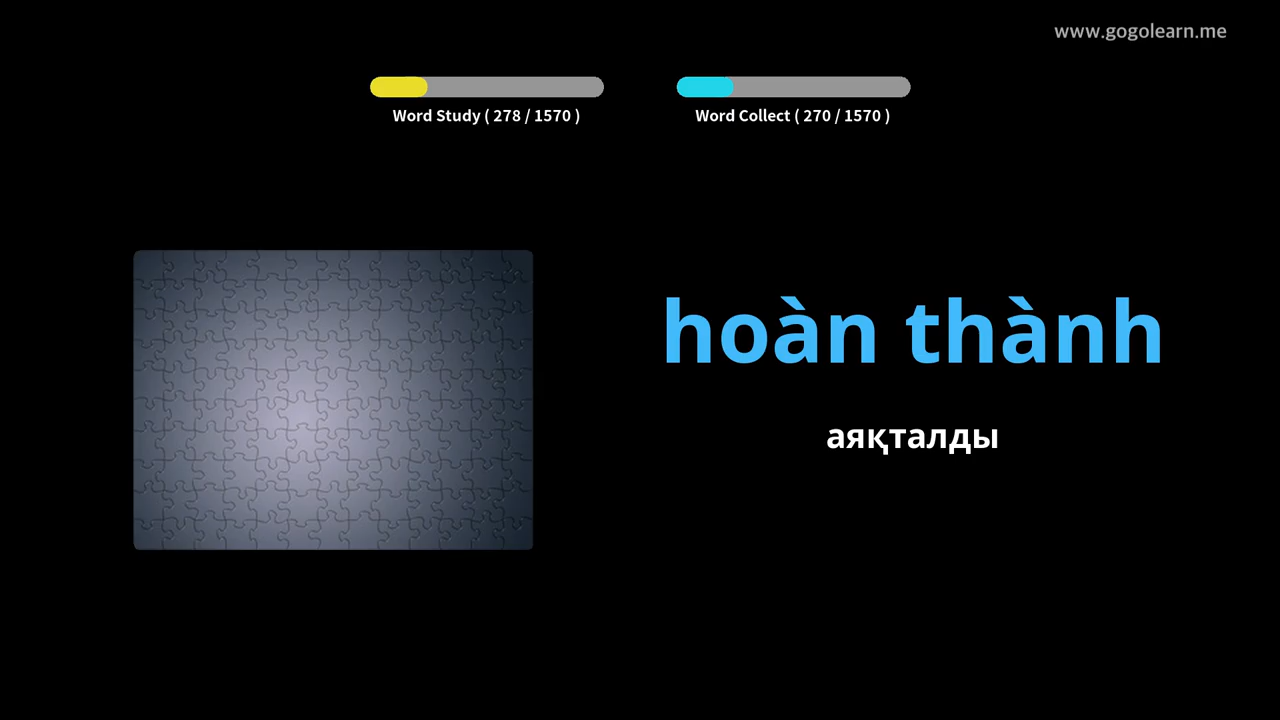 www.gogolearn.me
Word Study ( 278 / 1570 )
Word Collect ( 270 / 1570 )
hoàn thành
аяқталды